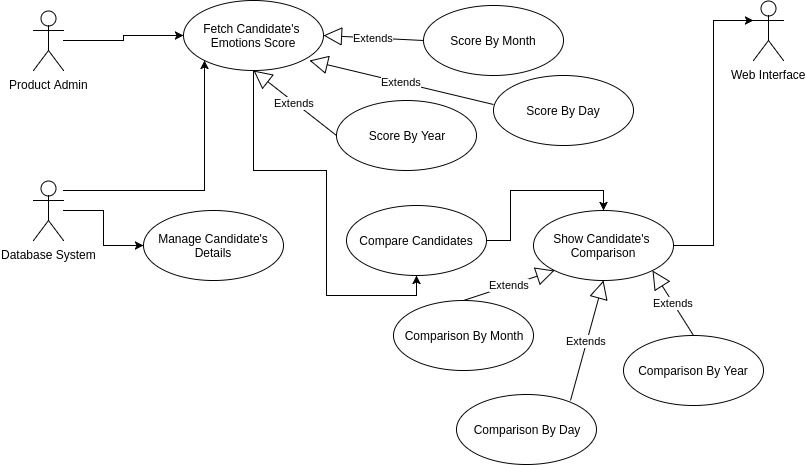 Fetch Candidate's
Emotions Score
Extends
Score By Month
Product Admin
Web Interface
Extends
Extends
Score By Day
Score By Year
Database System
Manage Candidate's
Details
Compare Candidates
Show Candidate's
Comparison
Extends
Extends
Comparison By Month
Extends
Comparison By Year
Comparison By Day